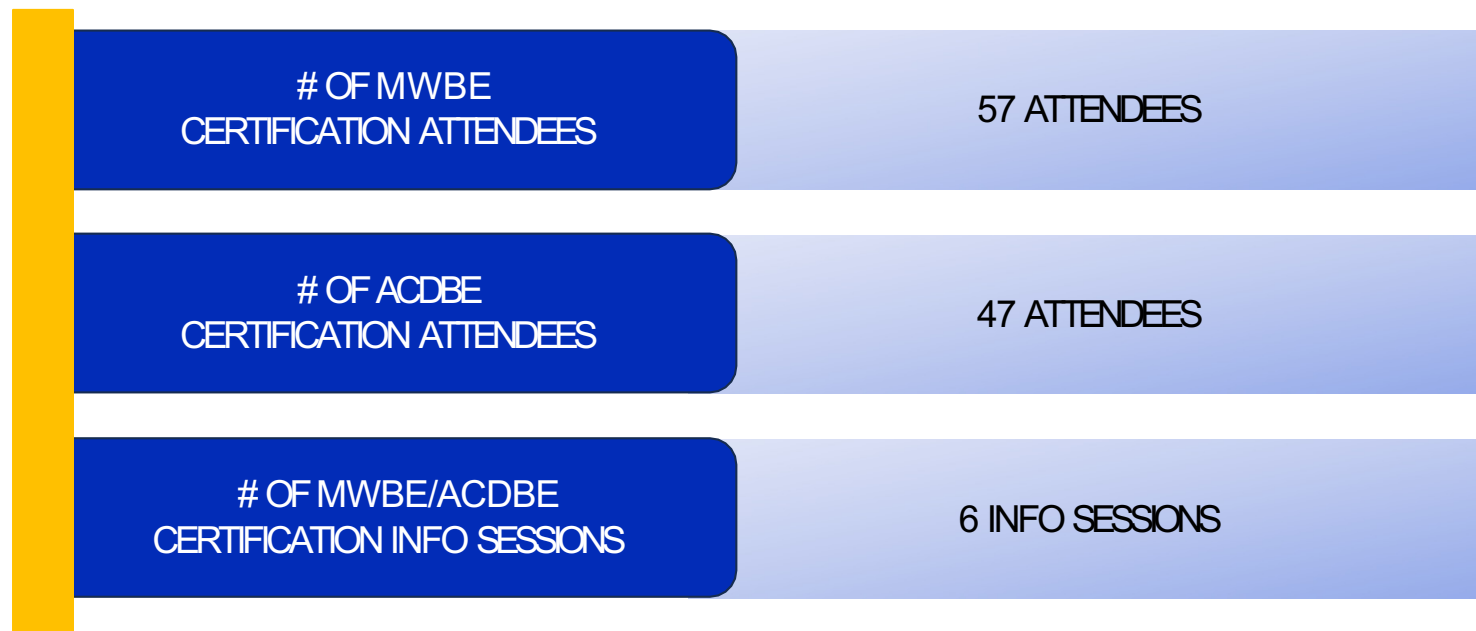 # OF MWBE
CERTIFICATION ATTENDEES
57 ATTENDEES
# OF ACDBE
CERTIFICATION ATTENDEES
47 ATTENDEES
# OF MWBE/ACDBE
CERTIFICATION INFO SESSIONS
6 INFO SESSIONS